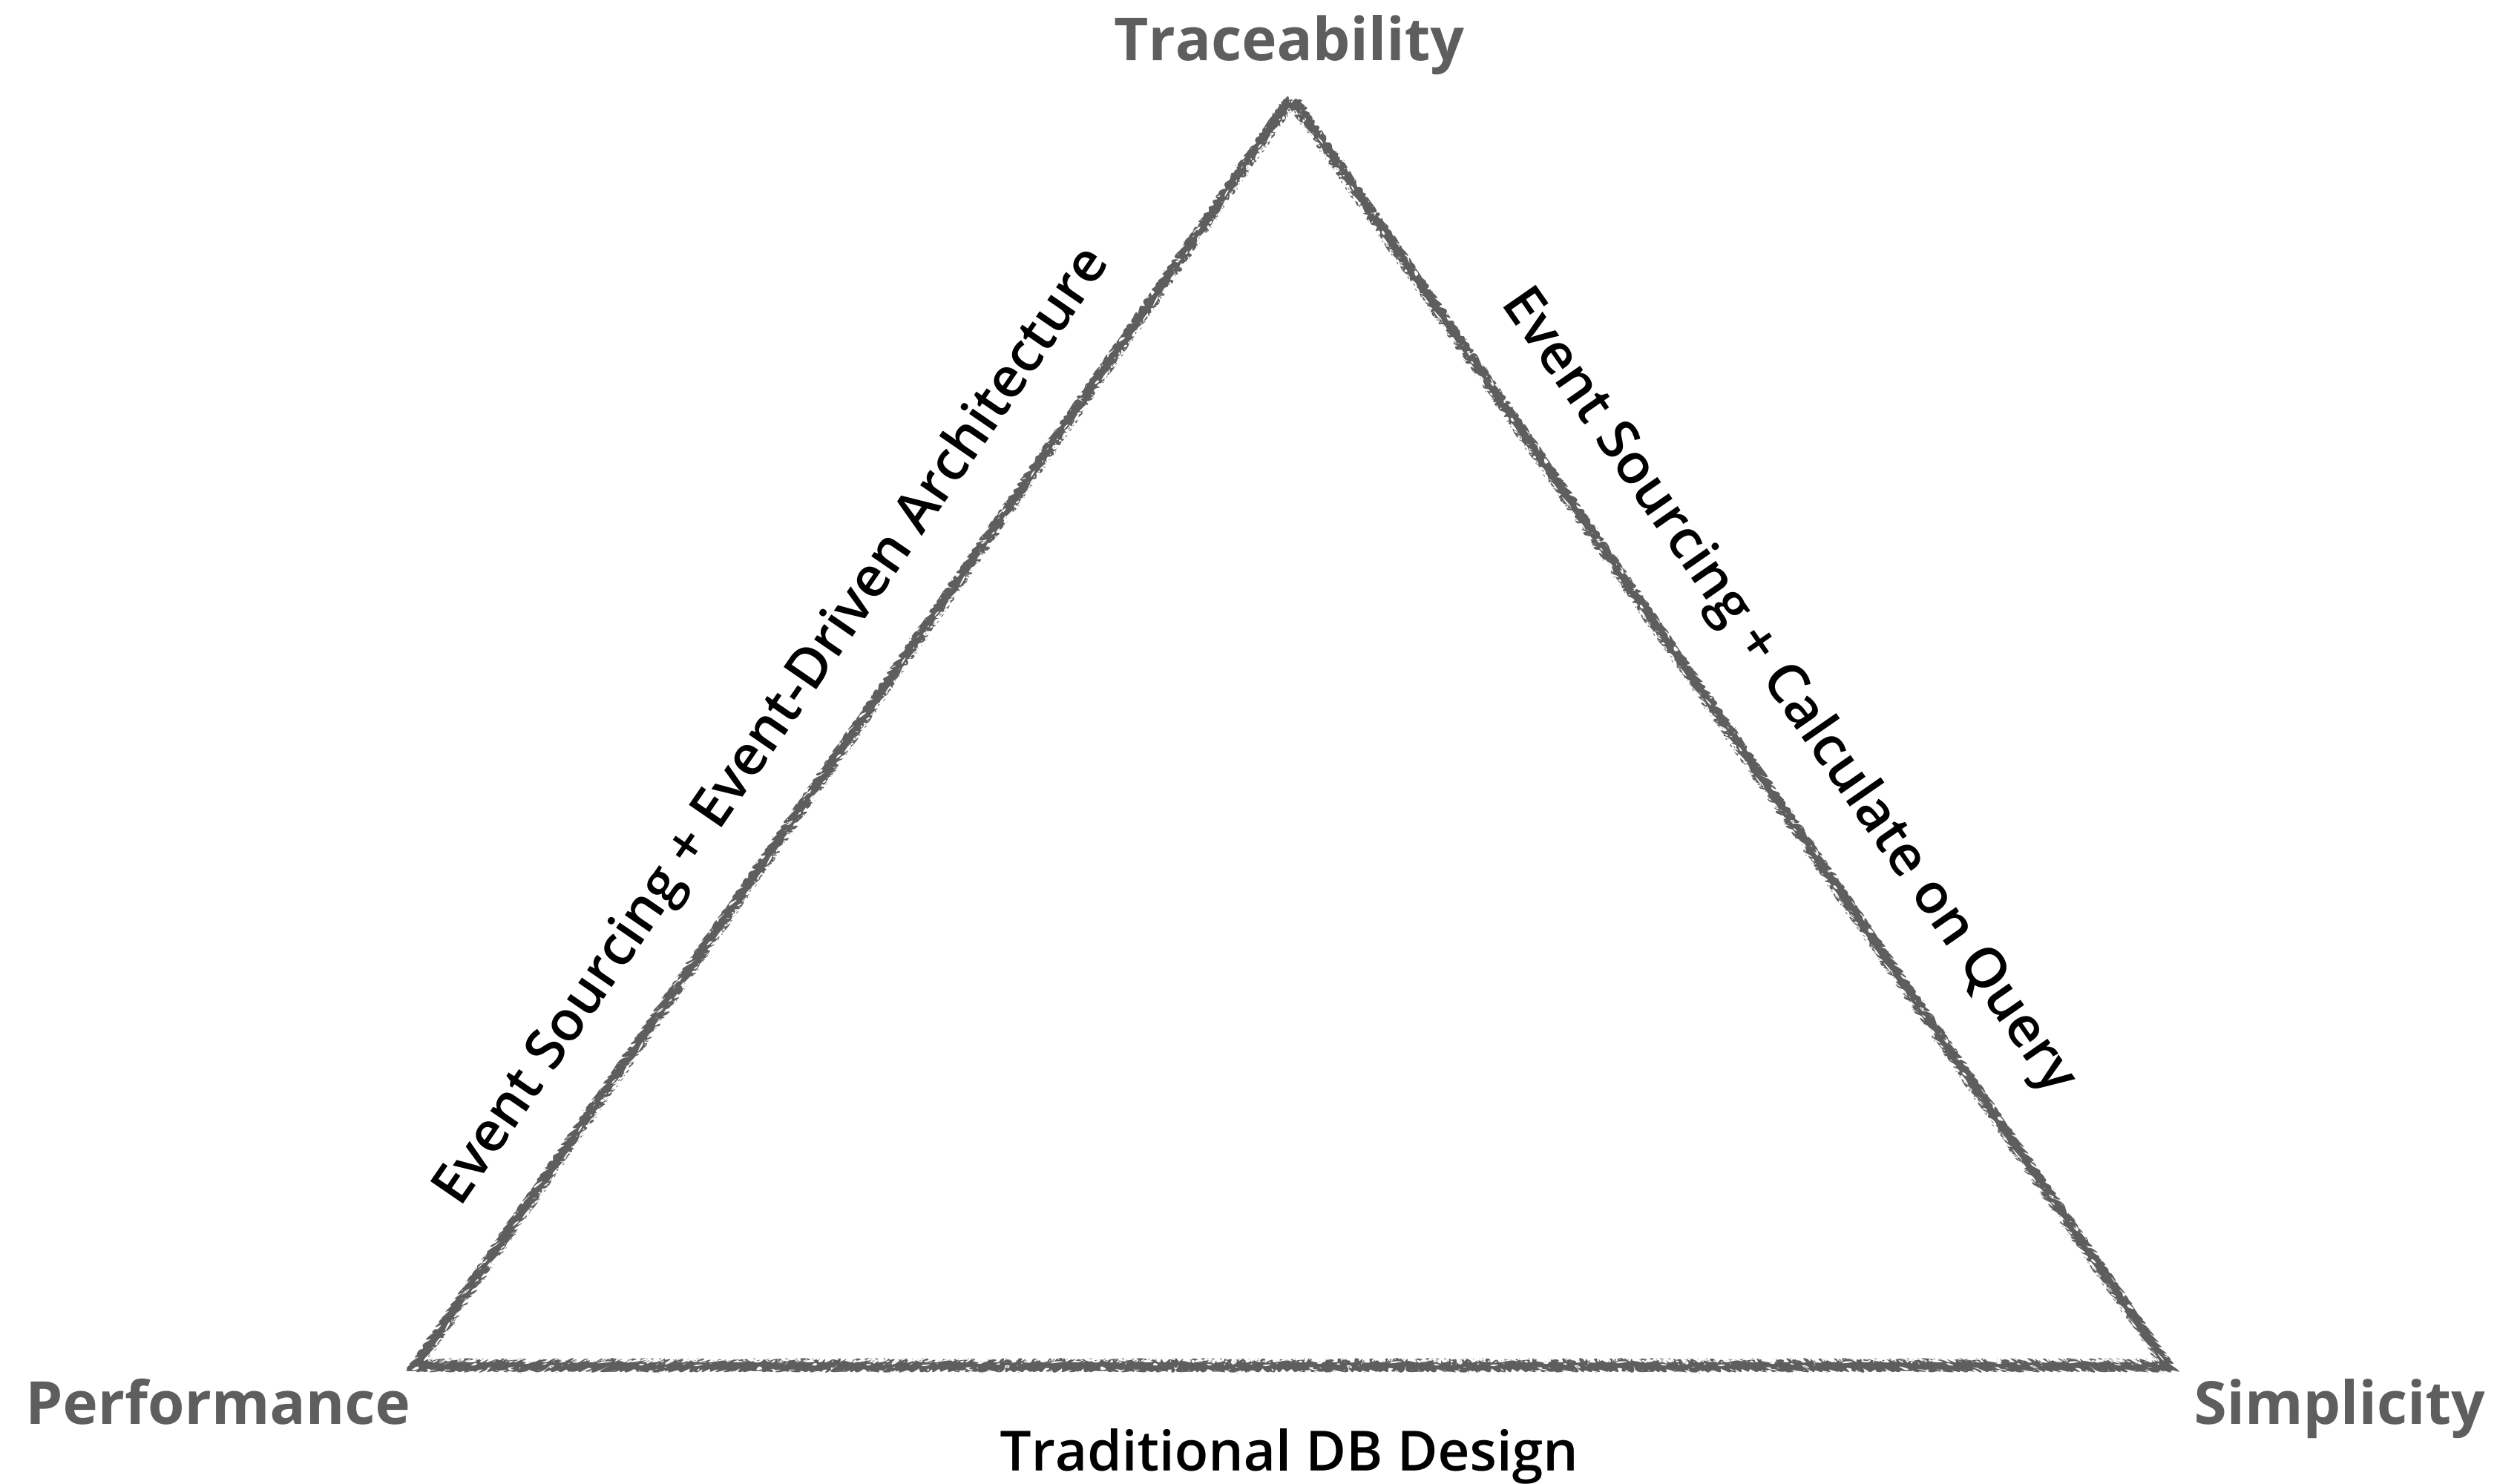 Traceability
Event Sourcing + Event-Driven Architecture
Event Sourcing + Calculate on Query
Performance
Simplicity
Traditional DB Design